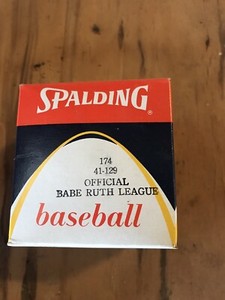 SPALDING®
174
41-129
OFFICIAL
BABE RUTH LEAGUE
baseball